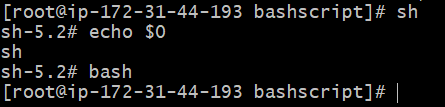 [root@ip-172-31-44-193 bashscript]# sh
sh-5.2# echo $0
sh
sh-5.2# bash
[root@ip-172-31-44-193 bashscript]#